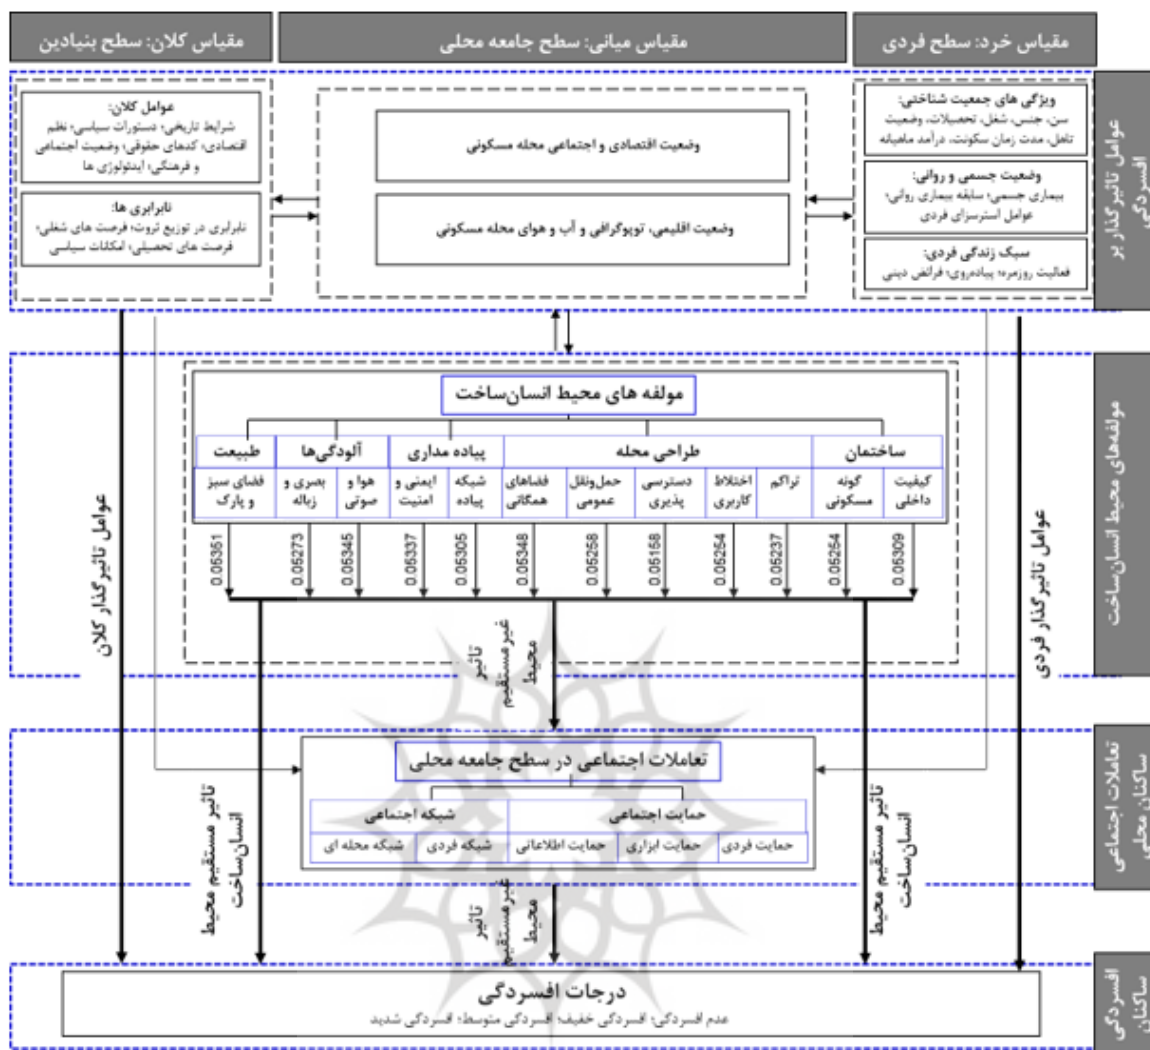 مقیاس خرد: سطح فردی
مقیاس میانی: سطح جامعه محلی
مقیاس کلان: سطح بنیادین
عوامل تاثیرگذار بر
افسردگی
ویژگی های جمعیت شناختی:
سن، جنس، شغل، تحصیلات، وضعیت
تاهل، مدت زمان سکونت، درآمد ماهیانه
وضعیت جسمی و روانی:
بیماری جسمی؛ سابقه بیماری روانی؛
عوامل استرسزای فردی
سبک زندگی فردی:
فعالیت روزمره؛ پیاده‌روی؛ فرائض دینی
وضعیت اقتصادی و اجتماعی محله مسکونی
وضعیت اقلیمی، توپوگرافی و آب و هوای محله مسکونی
عوامل کلان:
شرایط تاریخی؛ دستورات سیاسی؛ نظم
اقتصادی؛ کدهای حقوقی؛ وضعیت اجتماعی
و فرهنگی؛ ایدئولوژی ها
نابرابری ها:
نابرابری در توزیع ثروت؛ فرصت های شغلی؛
فرصت های تحصیلی؛ امکانات سیاسی
مولفه‌های محیط انسان‌ساخت
مولفه های محیط انسان‌ساخت
ساختمان
طراحی محله
پیاده مداری
آلودگی‌ها
طبیعت
کیفیت
داخلی
گونه
مسکونی
تراکم
اختلاط
کاربری
دسترسی
پذیری
حمل‌ونقل
عمومی
فضاهای
همگانی
شبکه
پیاده
ایمنی و
امنیت
هوا و
صوتی
بصری و
زباله
فضای سبز
و پارک
0.05309
0.05254
0.05237
0.05254
0.05158
0.05258
0.05348
0.05305
0.05337
0.05345
0.05273
0.05351
عوامل تاثیرگذار فردی
عوامل تاثیرگذار کلان
تاثیر
غیرمستقیم
محیط
تعاملات اجتماعی
ساکنان محلی
تعاملات اجتماعی در سطح جامعه محلی
حمایت اجتماعی
شبکه اجتماعی
حمایت فردی
حمایت ابزاری
حمایت اطلاعاتی
شبکه فردی
شبکه محله ای
تاثیر مستقیم محیط
انسان‌ساخت
تاثیر مستقیم محیط
انسان‌ساخت
تاثیر
غیرمستقیم
محیط
افسردگی
ساکنان
درجات افسردگی
عدم افسردگی؛ افسردگی خفیف؛ افسردگی متوسط؛ افسردگی شدید